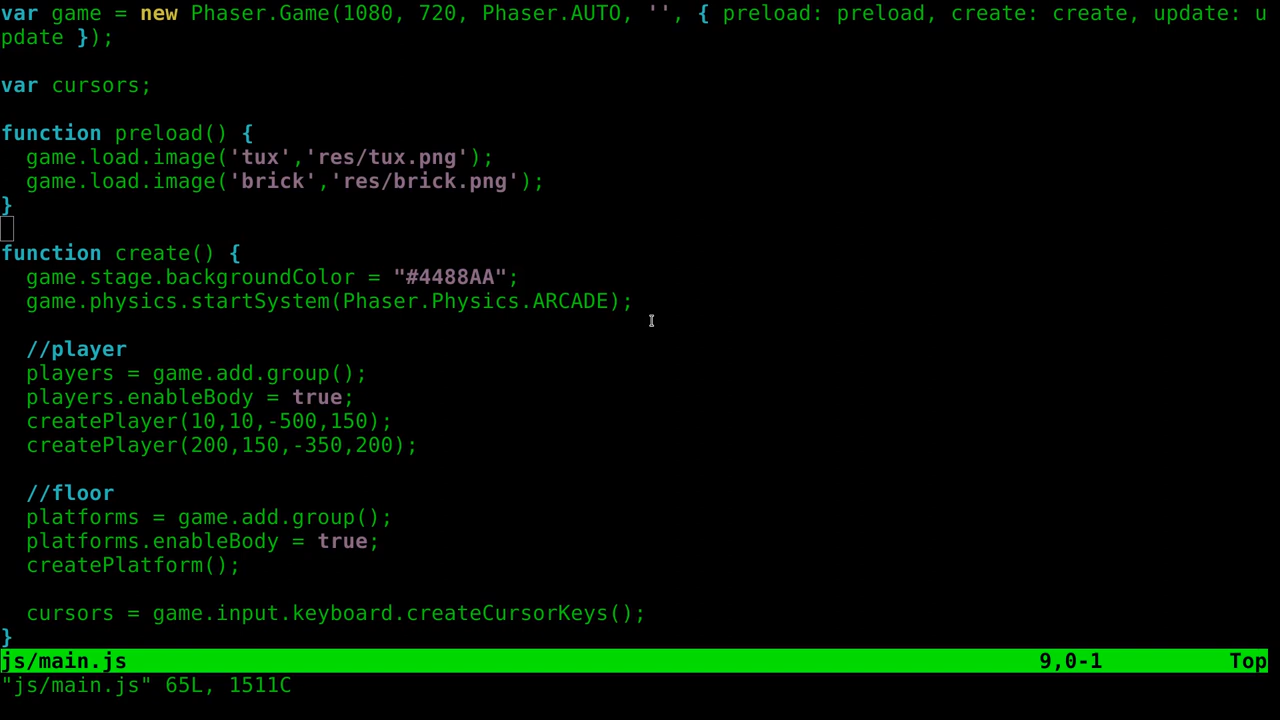 var game = new Phaser.Game(1080, 720, Phaser.AUTO, '', { preload: preload, create: create, update: u
pdate });

var cursors;

function preload() {
  game.load.image('tux','res/tux.png');
  game.load.image('brick','res/brick.png');
}

function create() {
  game.stage.backgroundColor = "#4488AA";
  game.physics.startSystem(Phaser.Physics.ARCADE);

  //player
  players = game.add.group();
  players.enableBody = true;
  createPlayer(10,10,-500,150);
  createPlayer(200,150,-350,200);

  //floor
  platforms = game.add.group();
  platforms.enableBody = true;
  createPlatform();

  cursors = game.input.keyboard.createCursorKeys();
}
js/main.js 9,0-1 Top
"js/main.js" 65L, 1511C